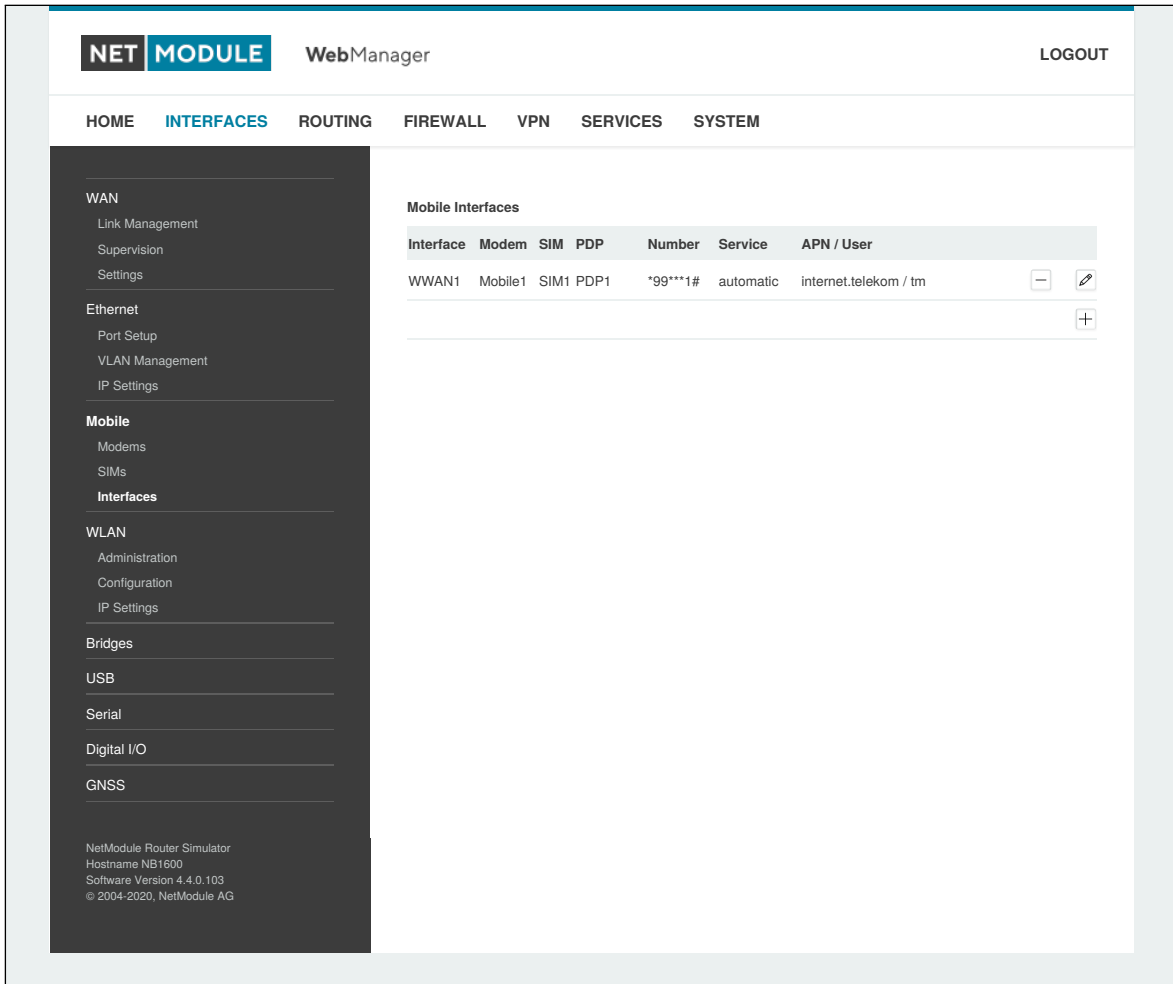 NET MODULE WebManager LOGOUT
HOME INTERFACES ROUTING FIREWALL VPN SERVICES SYSTEM
WAN
Link Management
Supervision
Settings
Ethernet
Port Setup
VLAN Management
IP Settings
Mobile
Modems
SIMs
Interfaces
WLAN
Administration
Configuration
IP Settings
Bridges
USB
Serial
Digital I/O
GNSS
NetModule Router Simulator
Hostname NB1600
Software Version 4.4.0.103
© 2004-2020, NetModule AG
Mobile Interfaces
Interface Modem SIM PDP Number Service APN / User
WWAN1 Mobile1 SIM1 PDP1 *99***1# automatic internet.telekom / tm